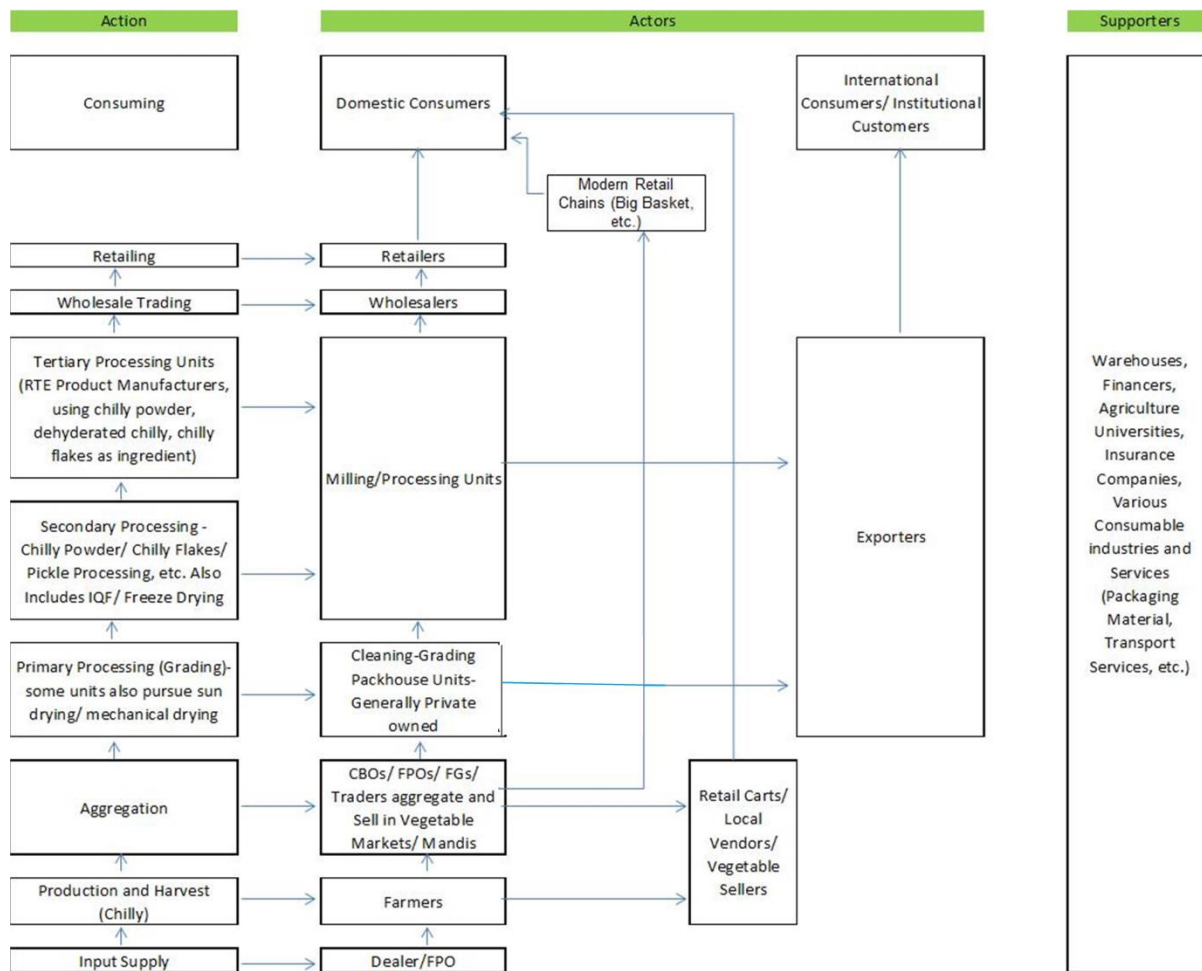 Action
Actors
Supporters
Consuming
Domestic Consumers
International
Consumers/ Institutional
Customers
Modern Retail
Chains (Big Basket,
etc.)
Retailing
Retailers
Wholesale Trading
Wholesalers
Tertiary Processing Units
(RTE Product Manufacturers,
using chilly powder,
dehyderated chilly, chilly
flakes as ingredient)
Milling/Processing Units
Exporters
Warehouses,
Financers,
Agriculture
Universities,
Insurance
Companies,
Various
Consumable
industries and
Services
(Packaging
Material,
Transport
Services, etc.)
Secondary Processing -
Chilly Powder/ Chilly Flakes/
Pickle Processing, etc. Also
Includes IQF/ Freeze Drying
Primary Processing (Grading)-
some units also pursue sun
drying/ mechanical drying
Cleaning-Grading
Packhouse Units-
Generally Private
owned
Aggregation
CBOs/ FPOs/ FGs/
Traders aggregate and
Sell in Vegetable
Markets/ Mandis
Retail Carts/
Local
Vendors/
Vegetable
Sellers
Production and Harvest
(Chilly)
Farmers
Input Supply
Dealer/FPO